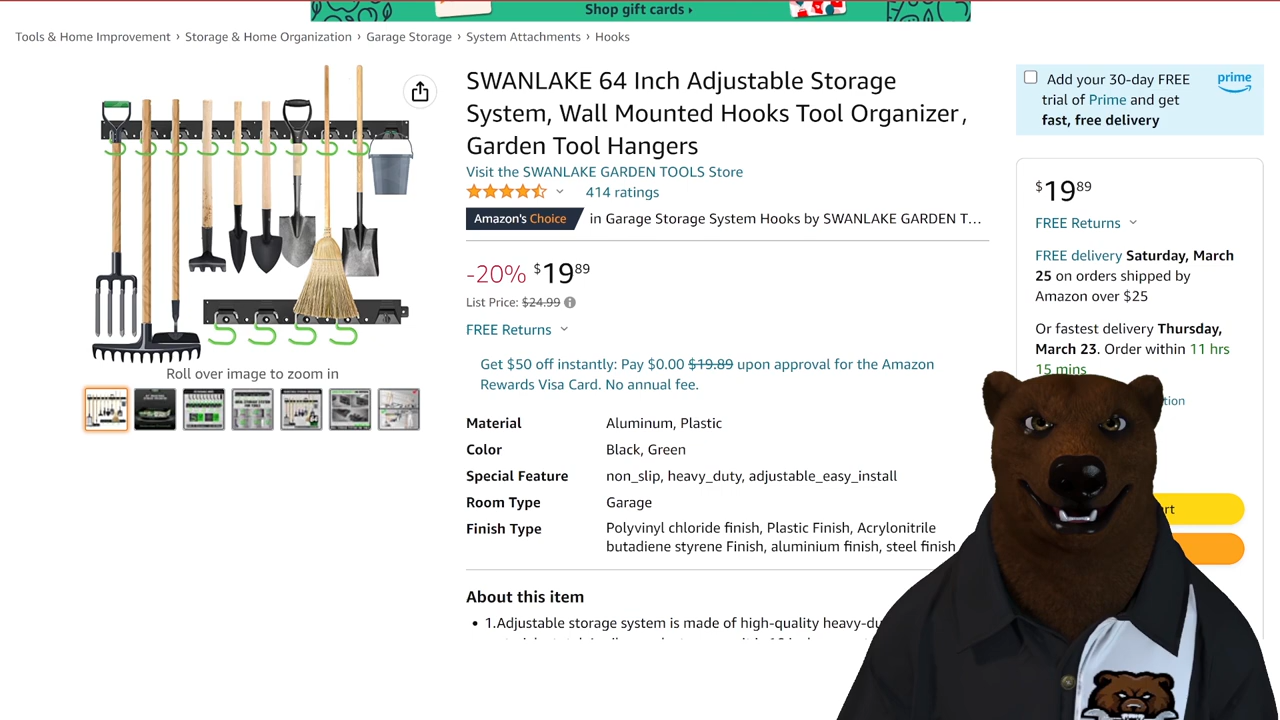 Shop gift cards ›
Tools & Home Improvement › Storage & Home Organization › Garage Storage › System Attachments › Hooks
SWANLAKE 64 Inch Adjustable Storage
System, Wall Mounted Hooks Tool Organizer,
Garden Tool Hangers
Visit the SWANLAKE GARDEN TOOLS Store
414 ratings
Amazon's Choice in Garage Storage System Hooks by SWANLAKE GARDEN T...
-20% $19 89
List Price: $24.99
FREE Returns
Get $50 off instantly: Pay $0.00 $19.89 upon approval for the Amazon
Rewards Visa Card. No annual fee.
Material Aluminum, Plastic
Color Black, Green
Special Feature non_slip, heavy_duty, adjustable_easy_install
Room Type Garage
Finish Type Polyvinyl chloride finish, Plastic Finish, Acrylonitrile
butadiene styrene Finish, aluminium finish, steel finish
About this item
• 1.Adjustable storage system is made of high-quality heavy-du
Roll over image to zoom in
Add your 30-day FREE
trial of Prime and get
fast, free delivery
prime
$19 89
FREE Returns
FREE delivery Saturday, March
25 on orders shipped by
Amazon over $25
Or fastest delivery Thursday,
March 23. Order within 11 hrs
15 mins